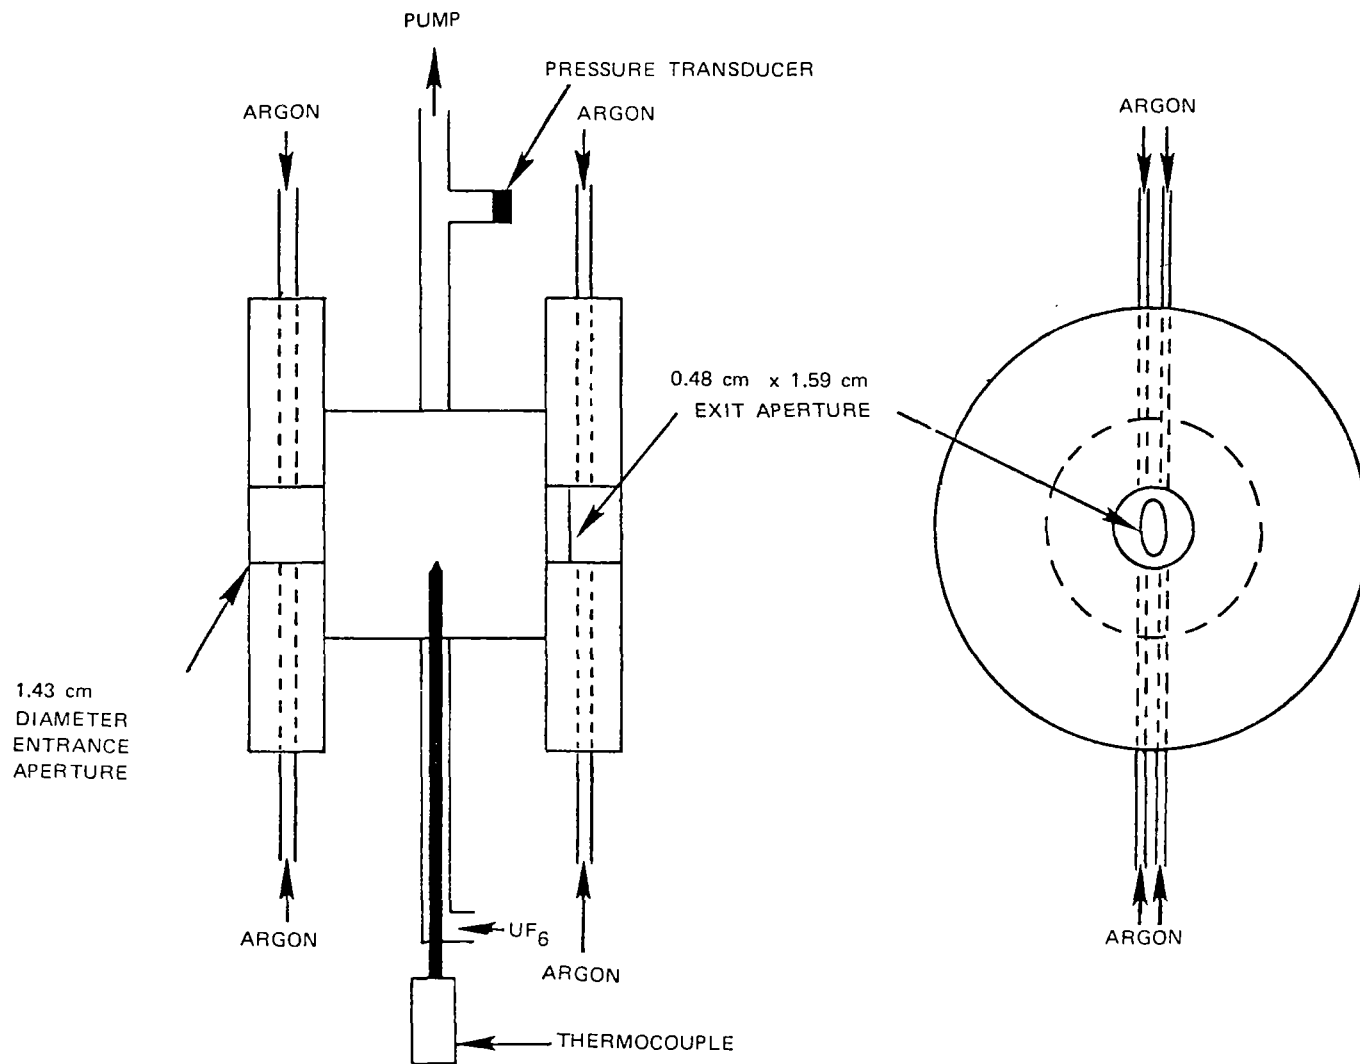 PUMP
PRESSURE TRANSDUCER
ARGON
ARGON
ARGON
0.48 cm x 1.59 cm
EXIT APERTURE
1.43 cm
DIAMETER
ENTRANCE
APERTURE
UF6
ARGON
ARGON
ARGON
THERMOCOUPLE